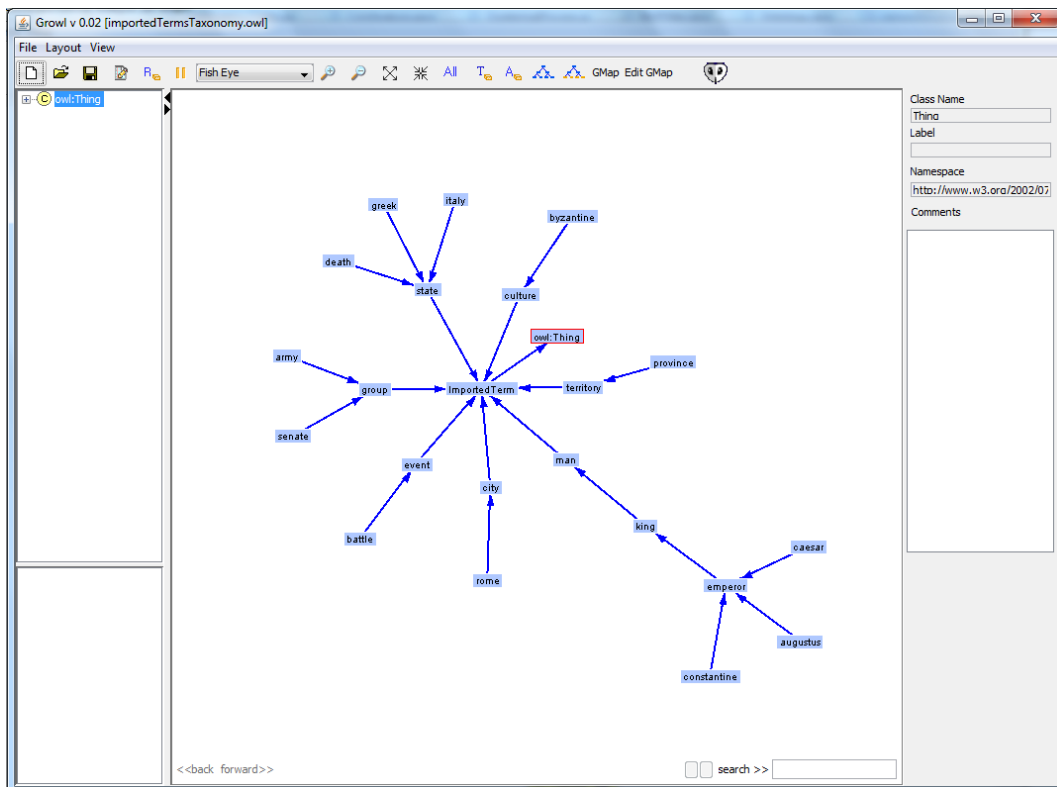 Growl v 0.02 [importedTermsTaxonomy.owl]
File Layout View
R Fish Eye All T A GMap Edit GMap
C owl:Thing
Class Name
Thing
Label
Namespace
http://www.w3.org/2002/07
Comments
greek
italy
byzantine
death
state
culture
owl:Thing
army
province
group
ImportedTerm
territory
senate
event
man
city
battle
king
caesar
rome
emperor
augustus
constantine
<<back forward>>
search >>